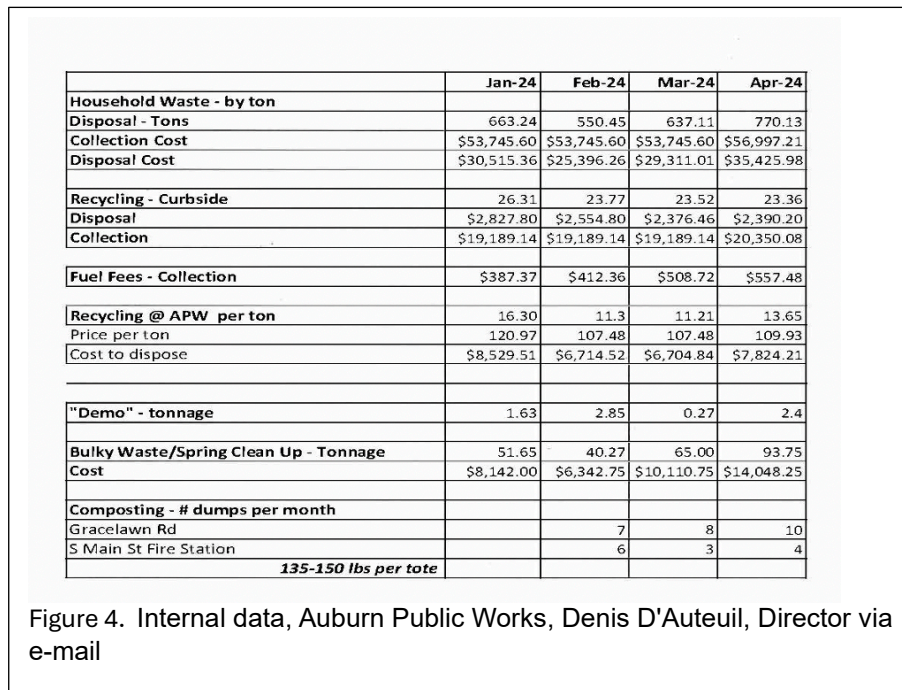 Jan-24 Feb-24 Mar-24 Apr-24
Household Waste - by ton
Disposal - Tons 663.24 550.45 637.11 770.13
Collection Cost $53,745.60 $53,745.60 $53,745.60 $56,997.21
Disposal Cost $30,515.36 $25,396.26 $29,311.01 $35,425.98
Recycling - Curbside 26.31 23.77 23.52 23.36
Disposal $2,827.80 $2,554.80 $2,376.46 $2,390.20
Collection $19,189.14 $19,189.14 $19,189.14 $20,350.08
Fuel Fees - Collection $387.37 $412.36 $508.72 $557.48
Recycling @ APW per ton 16.30 11.3 11.21 13.65
Price per ton 120.97 107.48 107.48 109.93
Cost to dispose $8,529.51 $6,714.52 $6,704.84 $7,824.21
"Demo" - tonnage 1.63 2.85 0.27 2.4
Bulky Waste/Spring Clean Up - Tonnage 51.65 40.27 65.00 93.75
Cost $8,142.00 $6,342.75 $10,110.75 $14,048.25
Composting - # dumps per month
Gracelawn Rd 7 8 10
S Main St Fire Station 6 3 4
135-150 lbs per tote
Figure 4. Internal data, Auburn Public Works, Denis D'Auteuil, Director via
e-mail